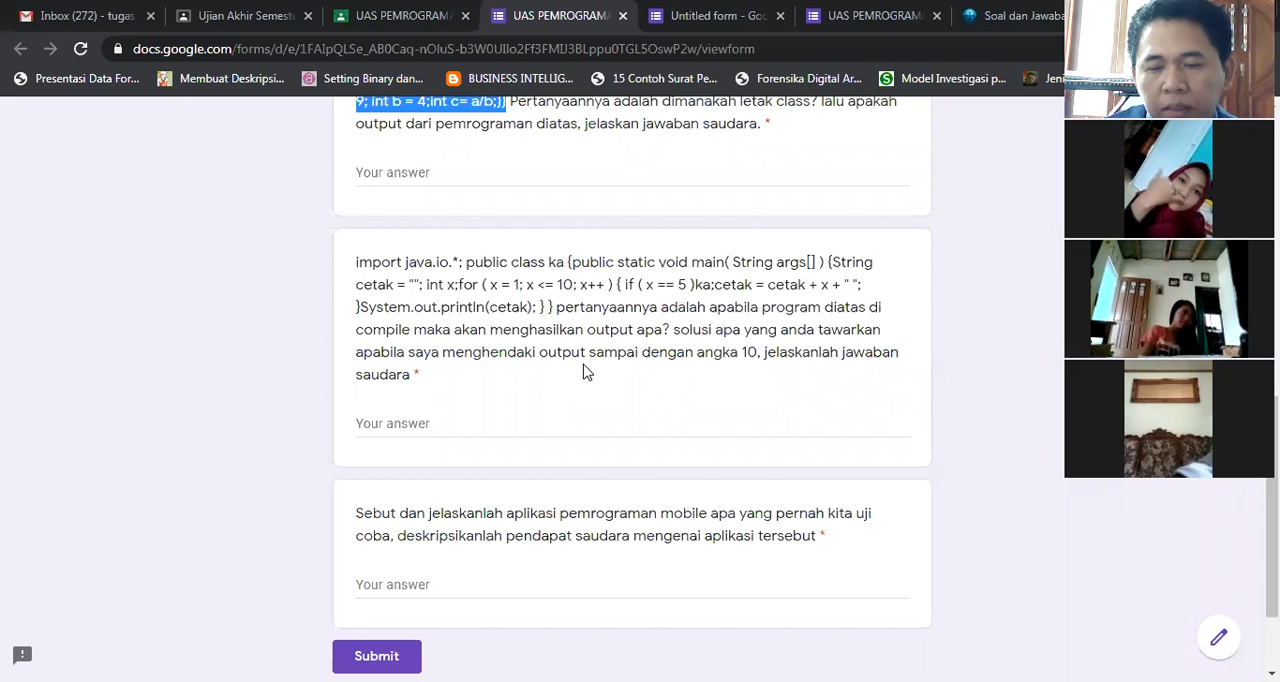 Inbox (272) - tugas
Ujian Akhir Semest
UAS PEMROGRAM
UAS PEMROGRAMA
Untitled form - Goo
UAS PEMROGRAM
Soal dan Jawaba
docs.google.com/forms/d/e/1FAIpQLSe_AB0Caq-nOluS-b3W0UIlo2Ff3FMIJ3BLppu0TGL5OswP2w/viewform
Presentasi Data For...
Membuat Deskripsi...
Setting Binary dan...
BUSINESS INTELLIG...
15 Contoh Surat Pe...
Forensika Digital Ar...
Model Investigasi p...
Jeni
9; int b = 4;int c= a/b;}} Pertanyaannya adalah dimanakah letak class? lalu apakah
output dari pemrograman diatas, jelaskan jawaban saudara. *
Your answer
import java.io.*; public class ka {public static void main( String args[] ) {String
cetak = ""; int x;for ( x = 1; x <= 10; x++ ) { if ( x == 5 )ka;cetak = cetak + x + " ";
}System.out.println(cetak); } } pertanyaannya adalah apabila program diatas di
compile maka akan menghasilkan output apa? solusi apa yang anda tawarkan
apabila saya menghendaki output sampai dengan angka 10, jelaskanlah jawaban
saudara *
Your answer
Sebut dan jelaskanlah aplikasi pemrograman mobile apa yang pernah kita uji
coba, deskripsikanlah pendapat saudara mengenai aplikasi tersebut *
Your answer
Submit